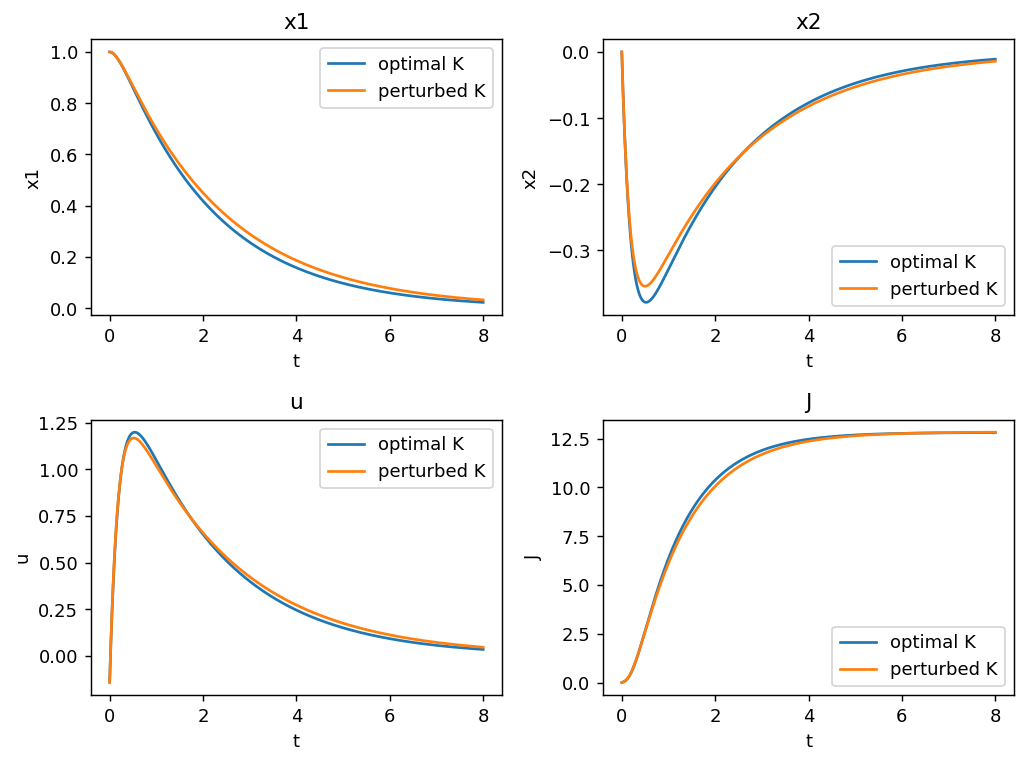 x1
1.0
0.8
0.6
0.4
0.2
0.0
x1
0 2 4 6 8
t
optimal K
perturbed K
x2
0.0
−0.1
−0.2
−0.3
x2
0 2 4 6 8
t
optimal K
perturbed K
u
1.25
1.00
0.75
0.50
0.25
0.00
u
0 2 4 6 8
t
optimal K
perturbed K
J
12.5
10.0
7.5
5.0
2.5
0.0
J
0 2 4 6 8
t
optimal K
perturbed K